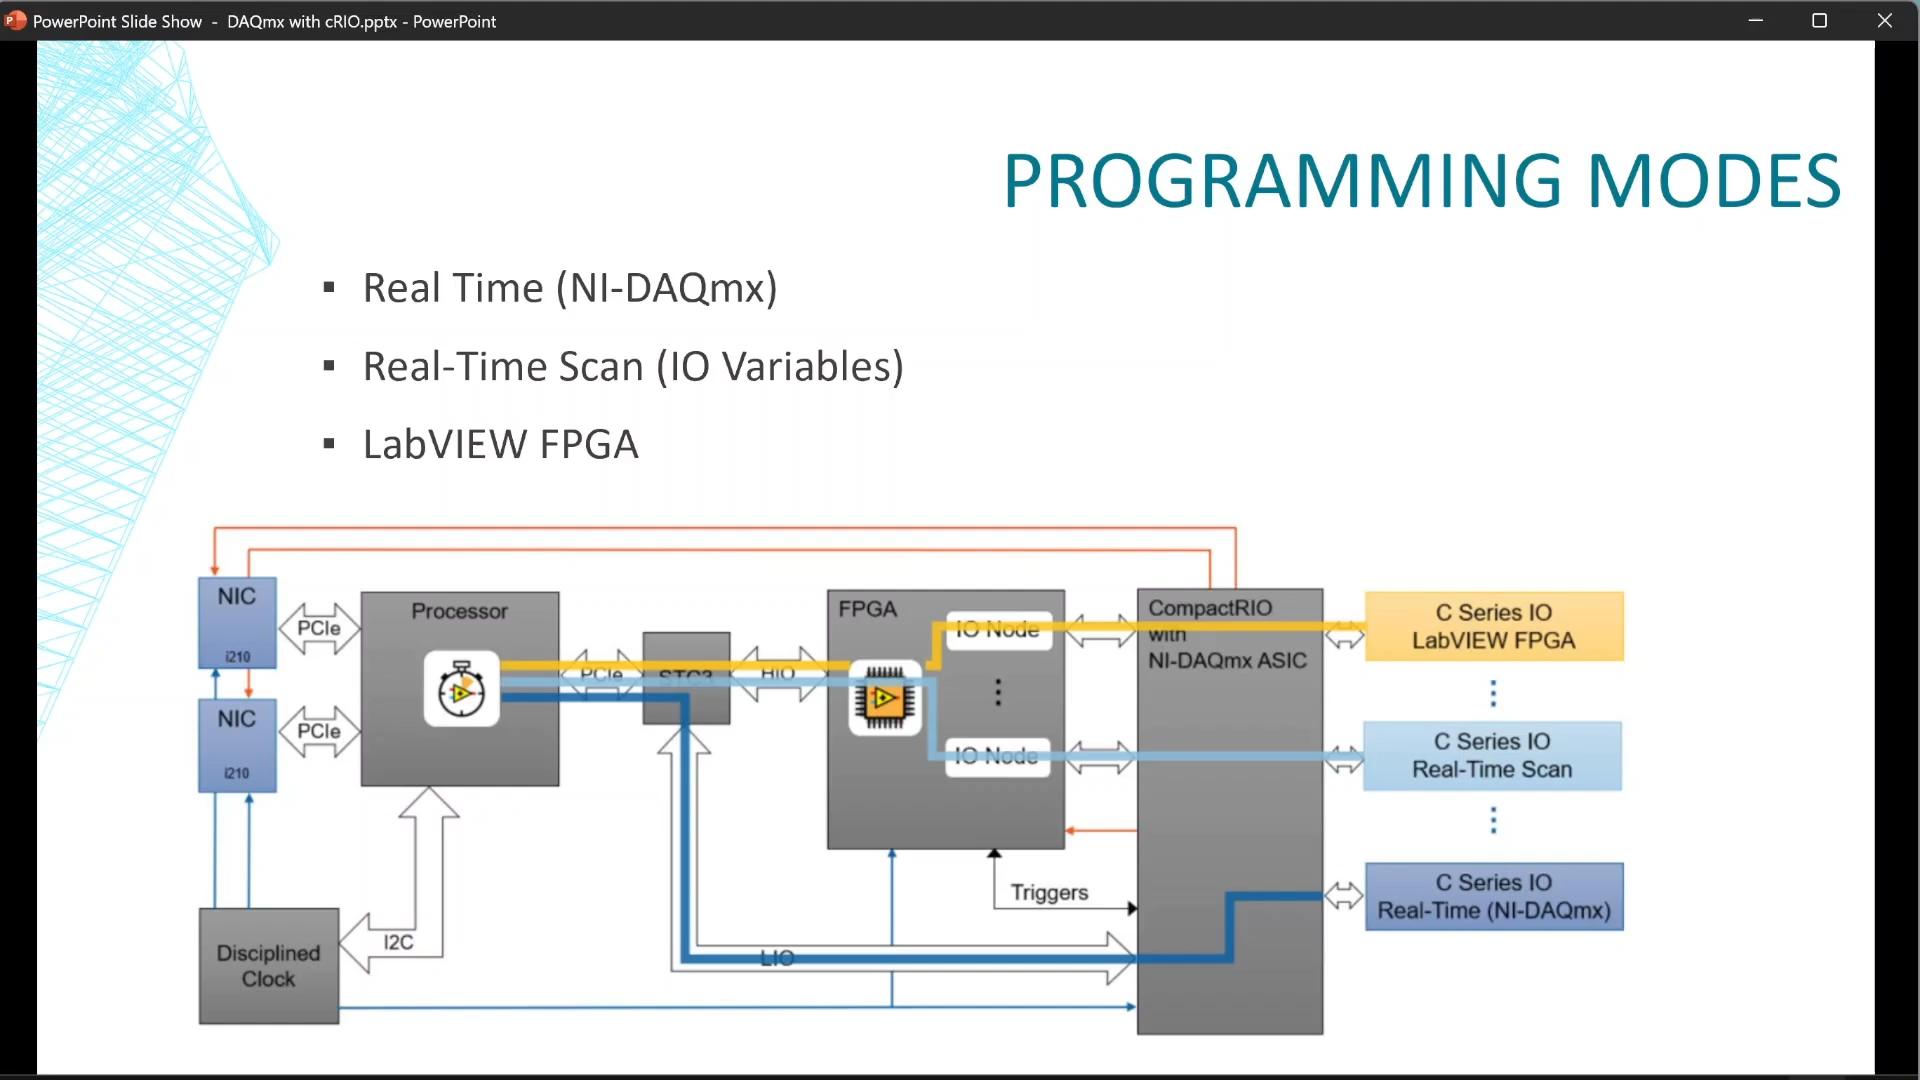 PowerPoint Slide Show - DAQmx with cRIO.pptx - PowerPoint
PROGRAMMING MODES
▪ Real Time (NI-DAQmx)
▪ Real-Time Scan (IO Variables)
▪ LabVIEW FPGA
NIC
i210
PCIe
NIC
i210
PCIe
Processor
PCIe
STC3
HIO
FPGA
IO Node
IO Node
CompactRIO
with
NI-DAQmx ASIC
C Series IO
LabVIEW FPGA
C Series IO
Real-Time Scan
C Series IO
Real-Time (NI-DAQmx)
Triggers
Disciplined
Clock
I2C
LIO